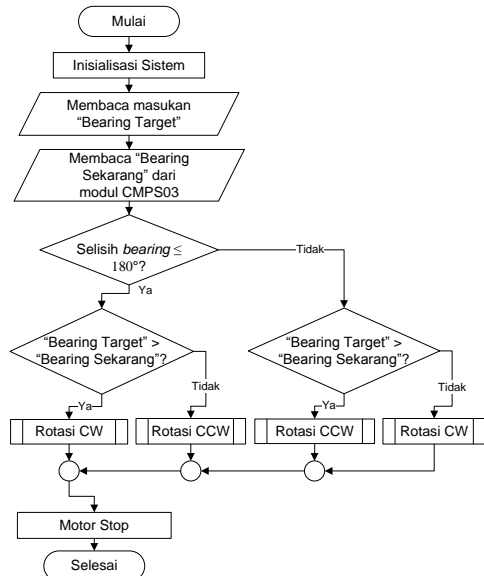 Mulai
Inisialisasi Sistem
Membaca masukan
“Bearing Target”
Membaca “Bearing
Sekarang” dari
modul CMPS03
Selisih bearing ≤
180°?
Tidak
Ya
“Bearing Target” >
“Bearing Sekarang”?
“Bearing Target” >
“Bearing Sekarang”?
Ya
Tidak
Ya
Tidak
Rotasi CW
Rotasi CCW
Rotasi CCW
Rotasi CW
Motor Stop
Selesai